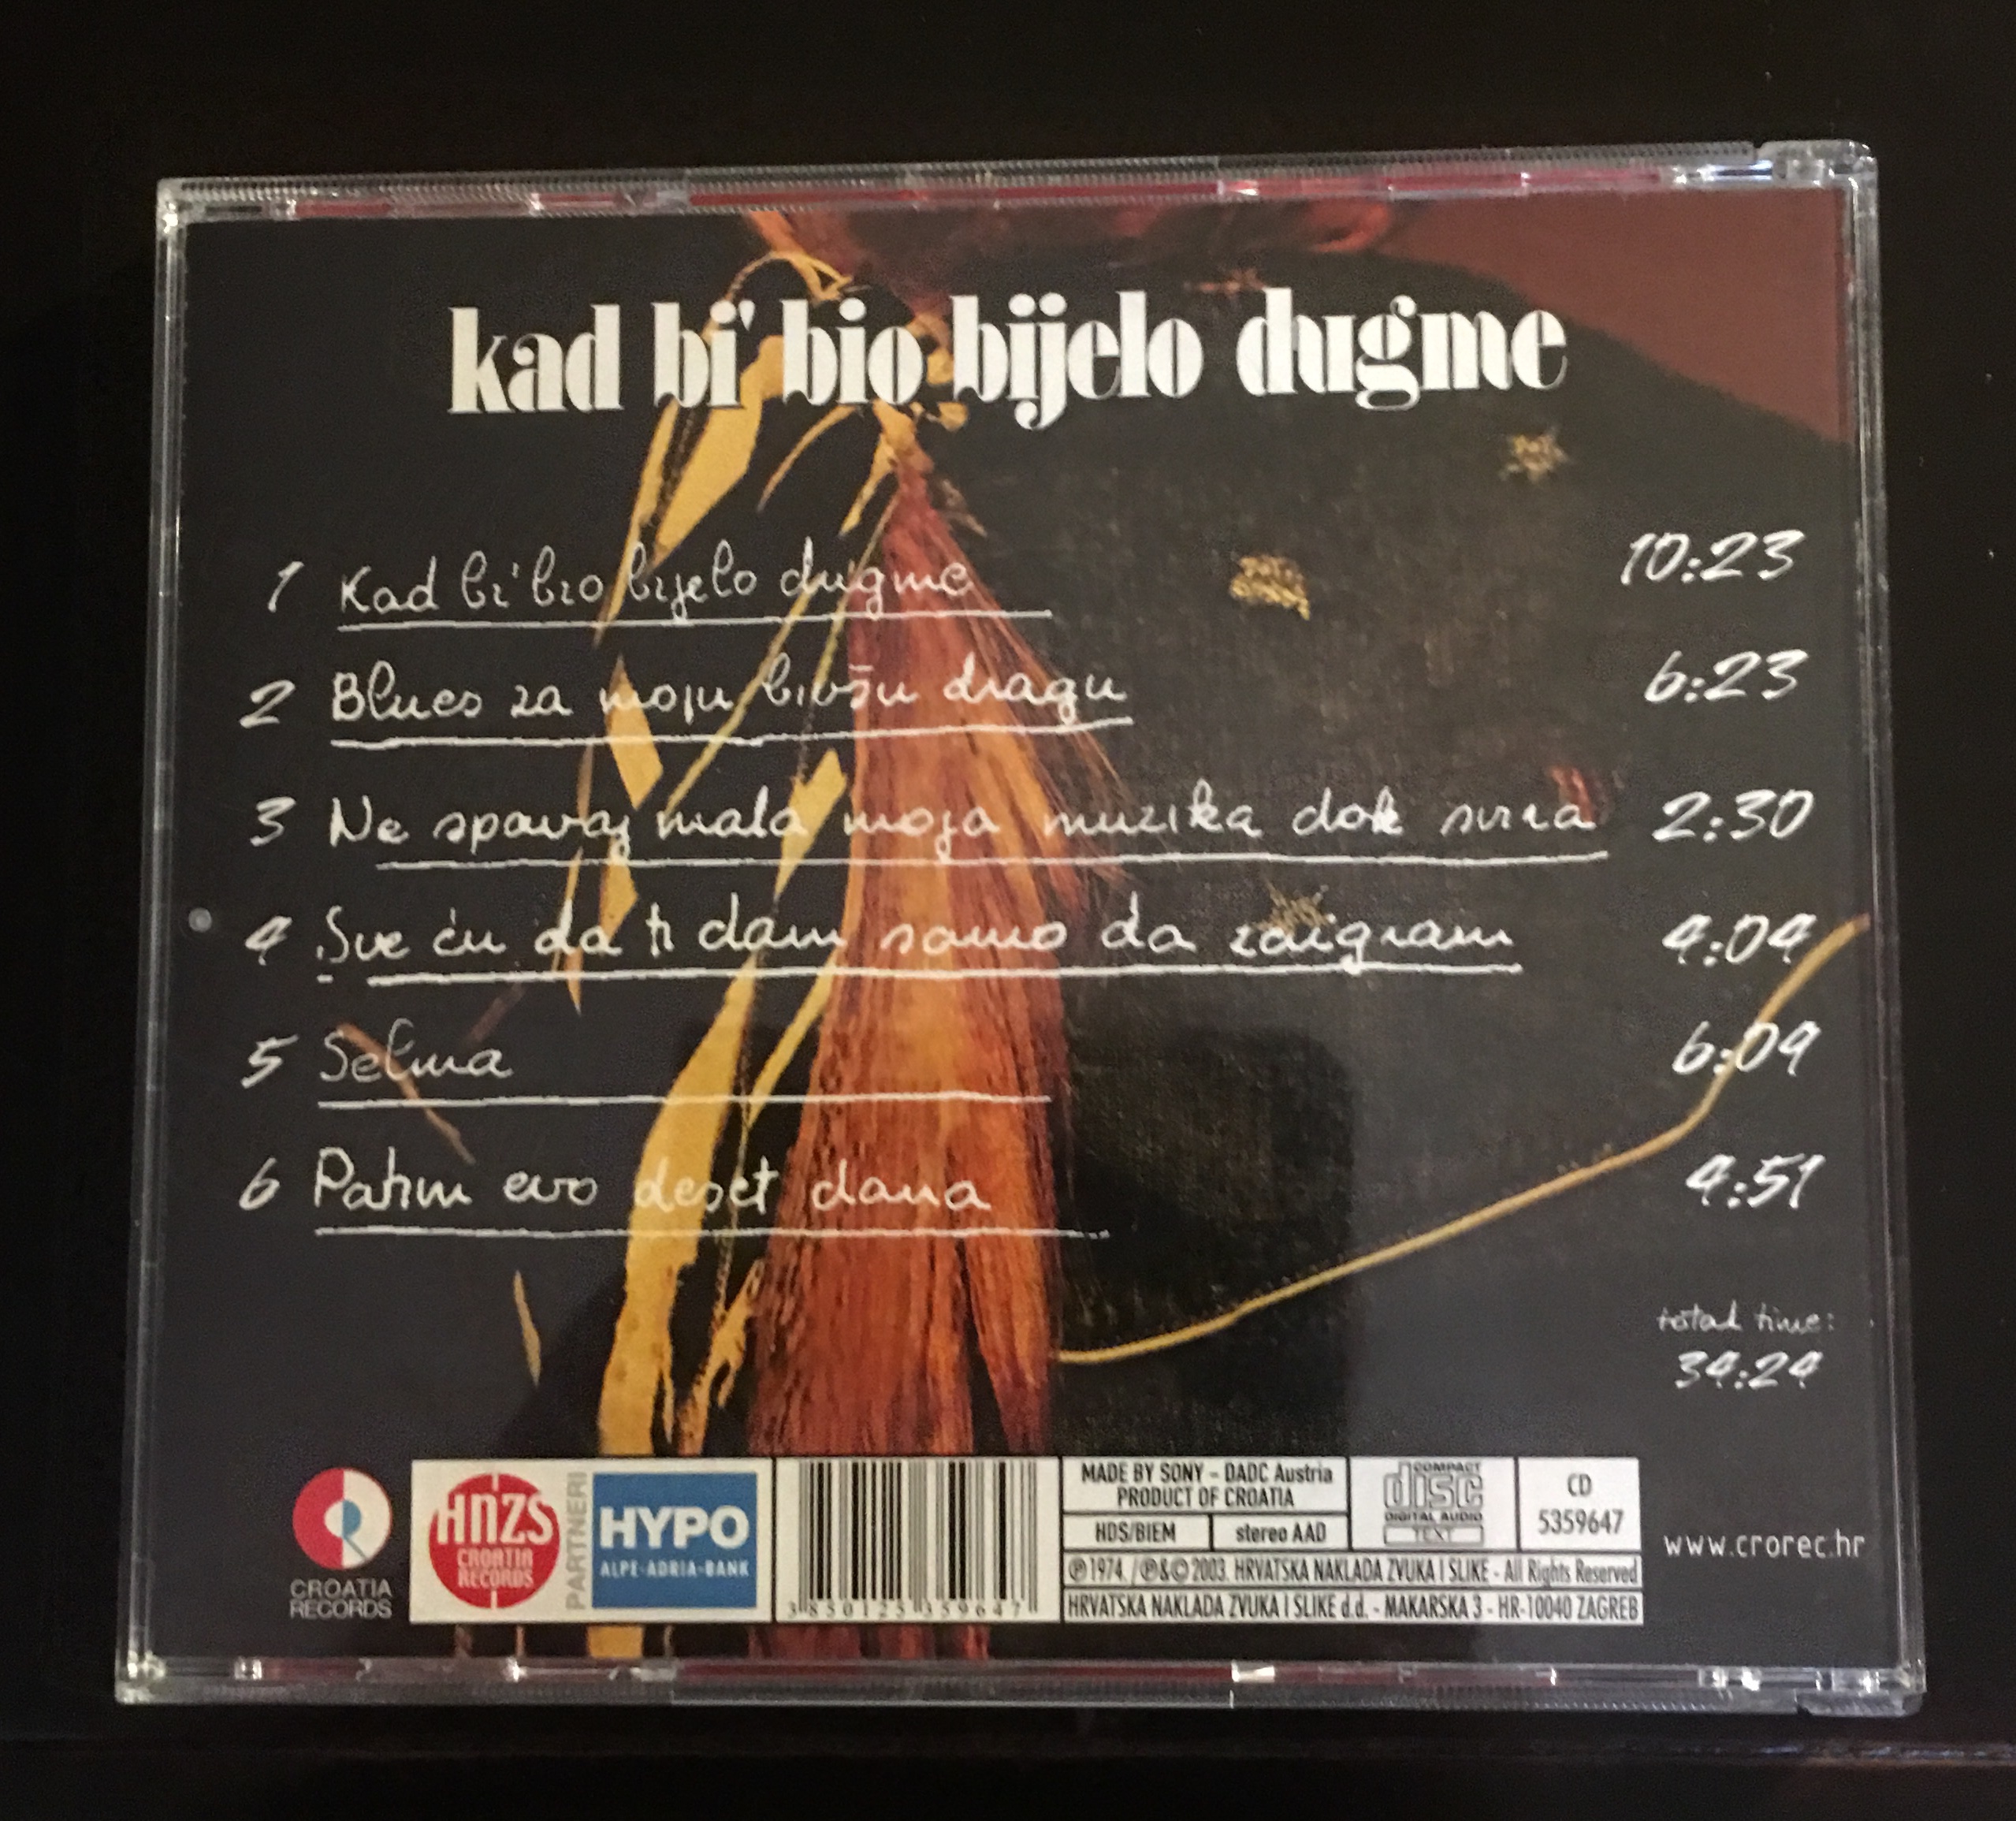 kad bi' bio bijelo dugme
1 Kad bi' bio bijelo dugme 10:23
2 Blues za moju bivšu dragu 6:23
3 Ne spavaj mala moja muzika dok svira 2:30
4 Sve ću da ti dam samo da zaigram 4:04
5 Selma 6:09
6 Patim evo deset dana 4:51
total time:
34:24
CROATIA
RECORDS
HNZS
CROATIA
RECORDS
PARTNERI
HYPO
ALPE-ADRIA-BANK
3 850125 359647
MADE BY SONY - DADC Austria
PRODUCT OF CROATIA
HDS/BIEM
stereo AAD
COMPACT
disc
DIGITAL AUDIO
TEXT
CD
5359647
℗1974. / ℗&©2003. HRVATSKA NAKLADA ZVUKA I SLIKE - All Rights Reserved
HRVATSKA NAKLADA ZVUKA I SLIKE d.d. - MAKARSKA 3 - HR-10040 ZAGREB
www.crorec.hr